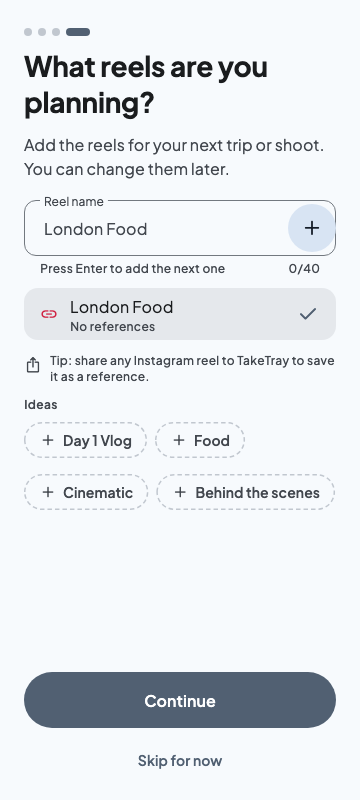 What reels are you
planning?
Add the reels for your next trip or shoot.
You can change them later.
Reel name
London Food
Press Enter to add the next one
0/40
London Food
No references
Tip: share any Instagram reel to TakeTray to save
it as a reference.
Ideas
Day 1 Vlog
Food
Cinematic
Behind the scenes
Continue
Skip for now